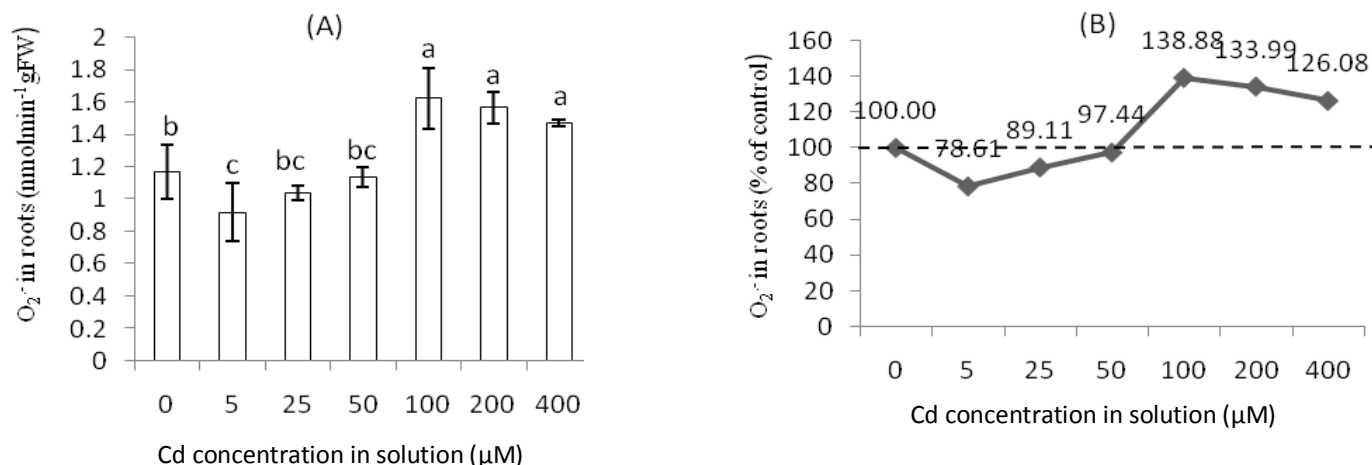 (A)
O₂·⁻ in roots (nmolmin⁻¹gFW)
2
1.8
1.6
1.4
1.2
1
0.8
0.6
0.4
0.2
0
b
c
bc
bc
a
a
a
0 5 25 50 100 200 400
Cd concentration in solution (µM)
(B)
O₂·⁻ in roots (% of control)
160
140
120
100
80
60
40
20
0
100.00
78.61
89.11
97.44
138.88
133.99
126.08
0 5 25 50 100 200 400
Cd concentration in solution (µM)